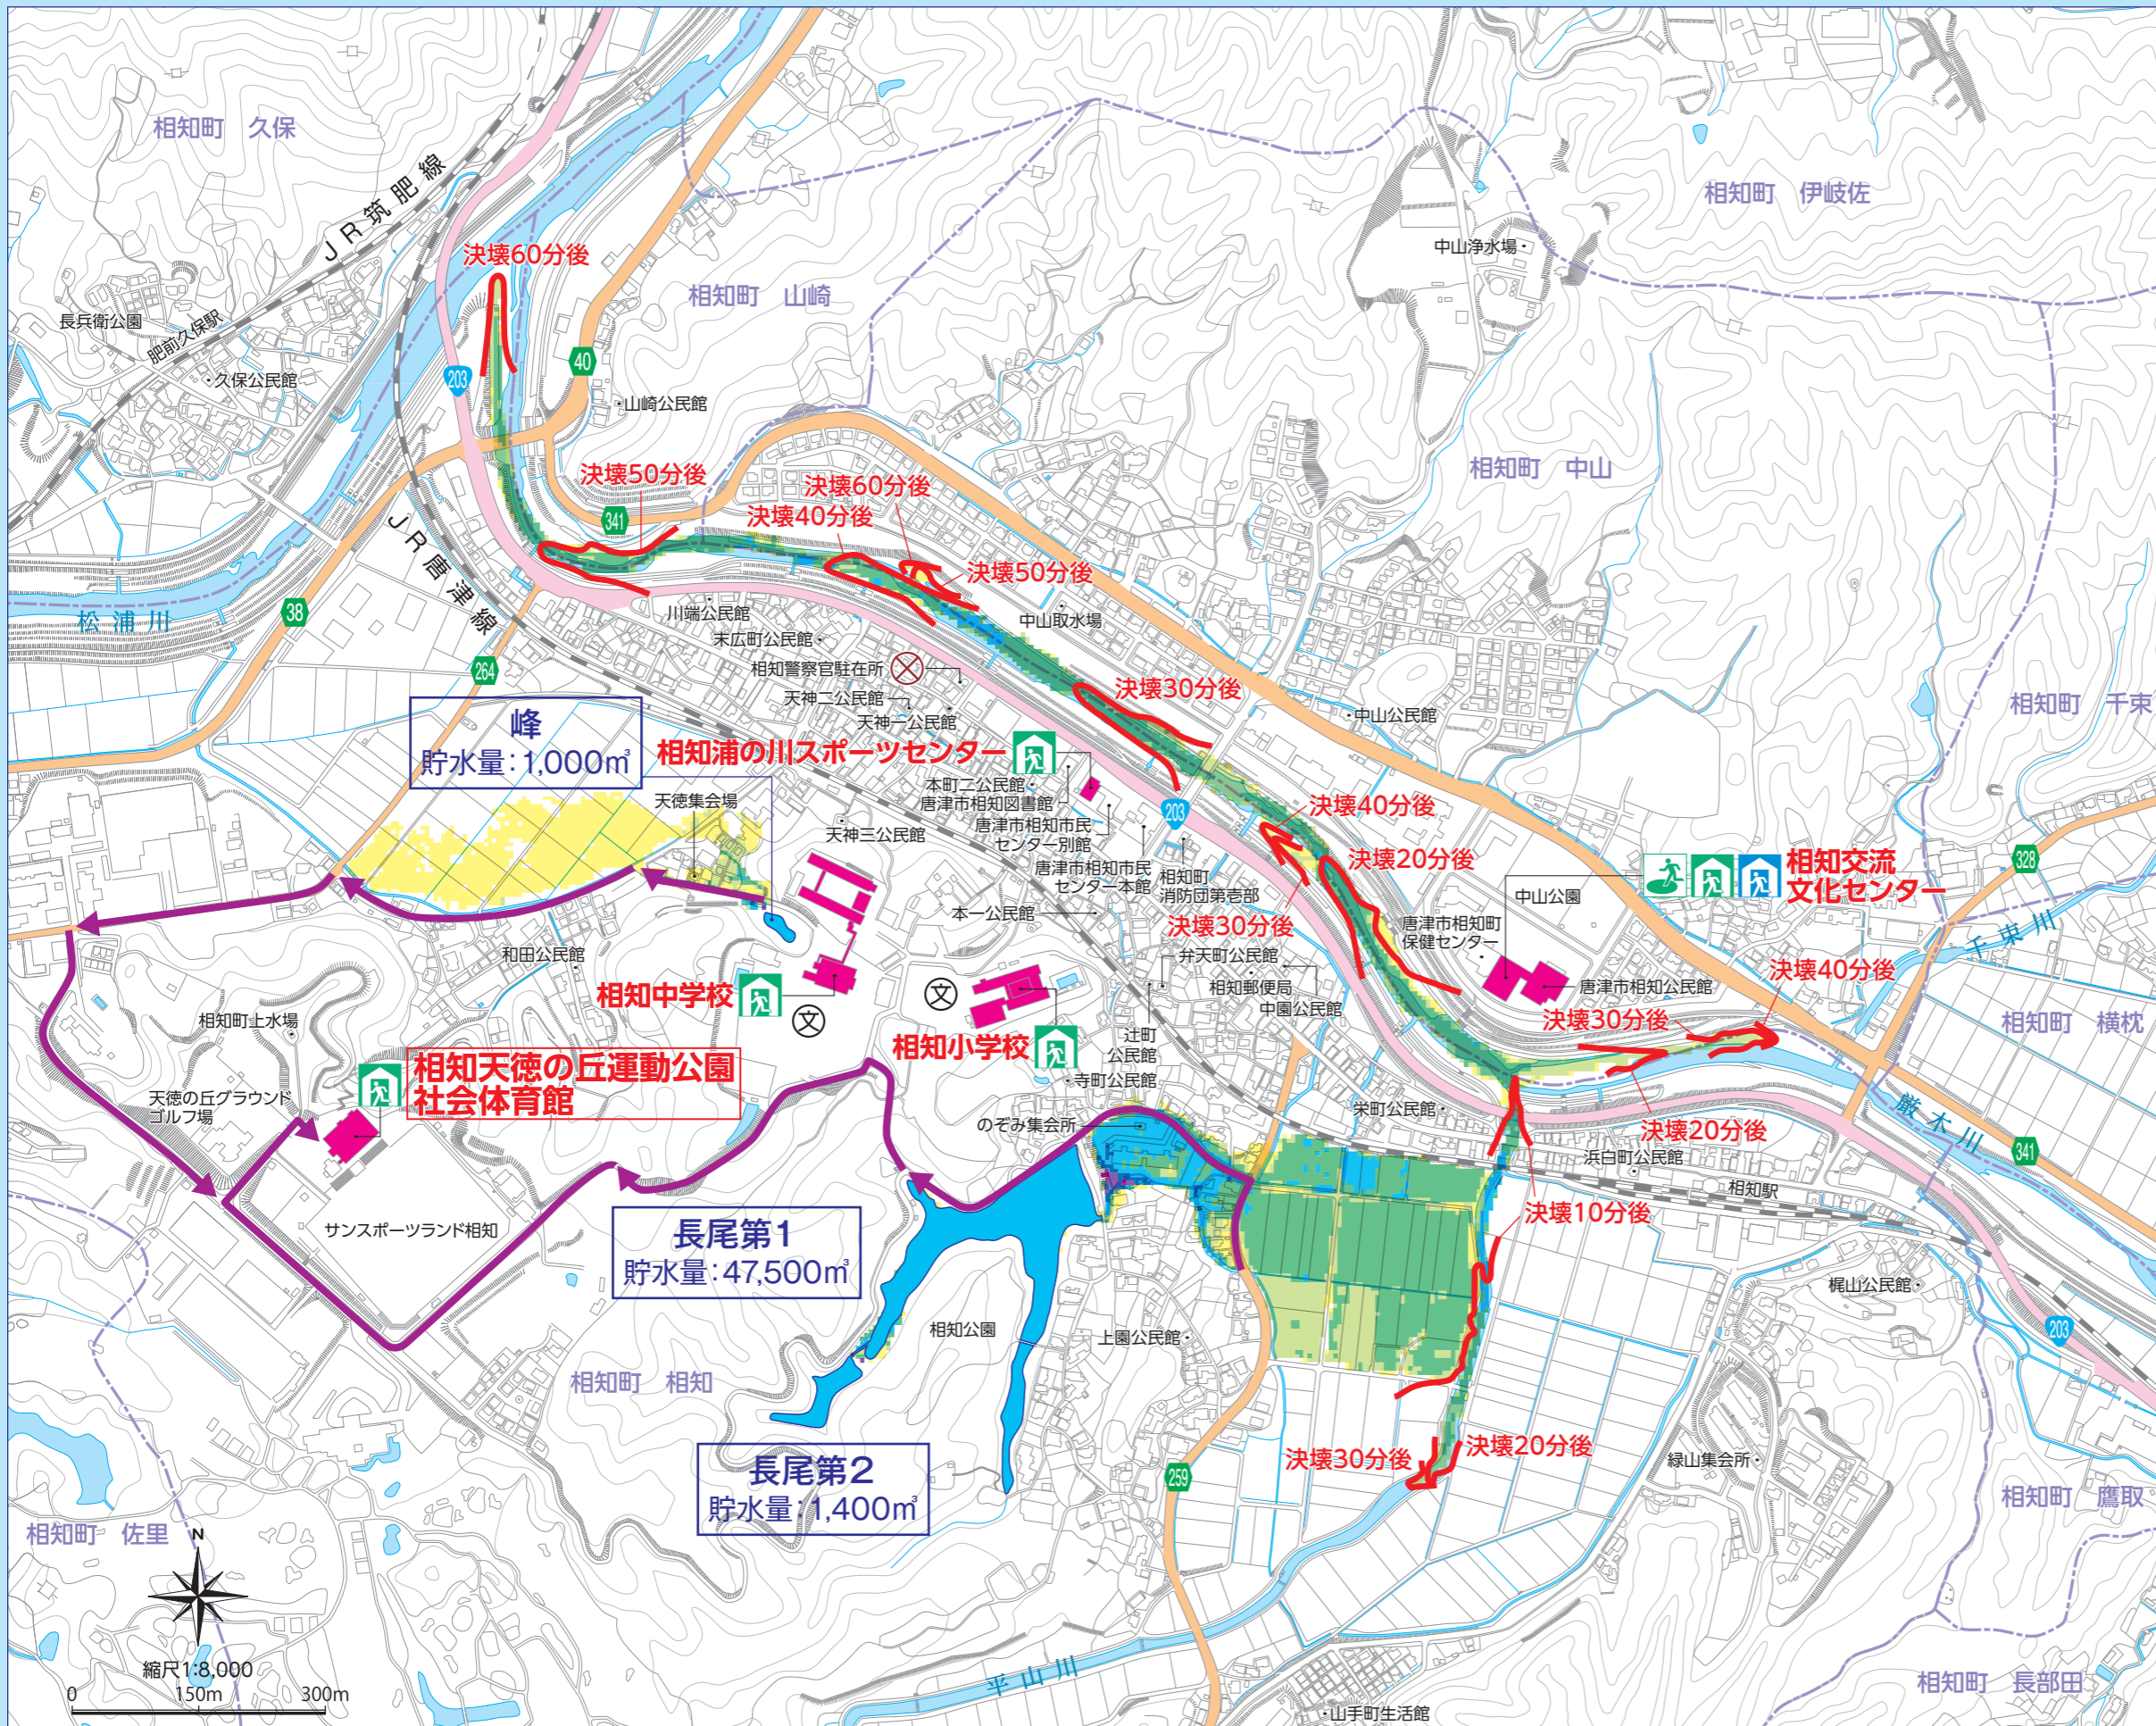 相知町 久保
JR筑肥線
相知町 伊岐佐
決壊60分後
中山浄水場
相知町 山崎
長兵衛公園
肥前久保駅
40
203
久保公民館
山崎公民館
決壊50分後
相知町 中山
決壊60分後
341
決壊40分後
決壊50分後
JR唐津線
松浦川
38
川端公民館
中山取水場
末広町公民館
264
相知警察官駐在所
決壊30分後
天神二公民館
天神一公民館
中山公民館
相知町 千束
峰
貯水量:1,000㎥
相知浦の川スポーツセンター
本町二公民館
唐津市相知図書館
天徳集会場
唐津市相知市民
センター別館
203
決壊40分後
天神三公民館
唐津市相知市民
センター本館
相知町
消防団第壱部
決壊20分後
相知交流
文化センター
328
中山公園
本一公民館
決壊30分後
唐津市相知町
保健センター
千束川
和田公民館
弁天町公民館
相知郵便局
中園公民館
決壊40分後
唐津市相知公民館
相知中学校
文
文
相知町上水場
決壊30分後
相知町 横枕
相知小学校
辻町
公民館
相知天徳の丘運動公園
社会体育館
寺町公民館
天徳の丘グラウンド
ゴルフ場
栄町公民館
厳木川
のぞみ集会所
決壊20分後
341
浜白町公民館
相知駅
決壊10分後
サンスポーツランド相知
長尾第1
貯水量:47,500㎥
梶山公民館
相知公園
上園公民館
203
相知町 相知
決壊30分後
決壊20分後
緑山集会所
長尾第2
貯水量:1,400㎥
259
相知町 鷹取
相知町 佐里
N
縮尺1:8,000
0 150m 300m
平山川
相知町 長部田
山手町生活館